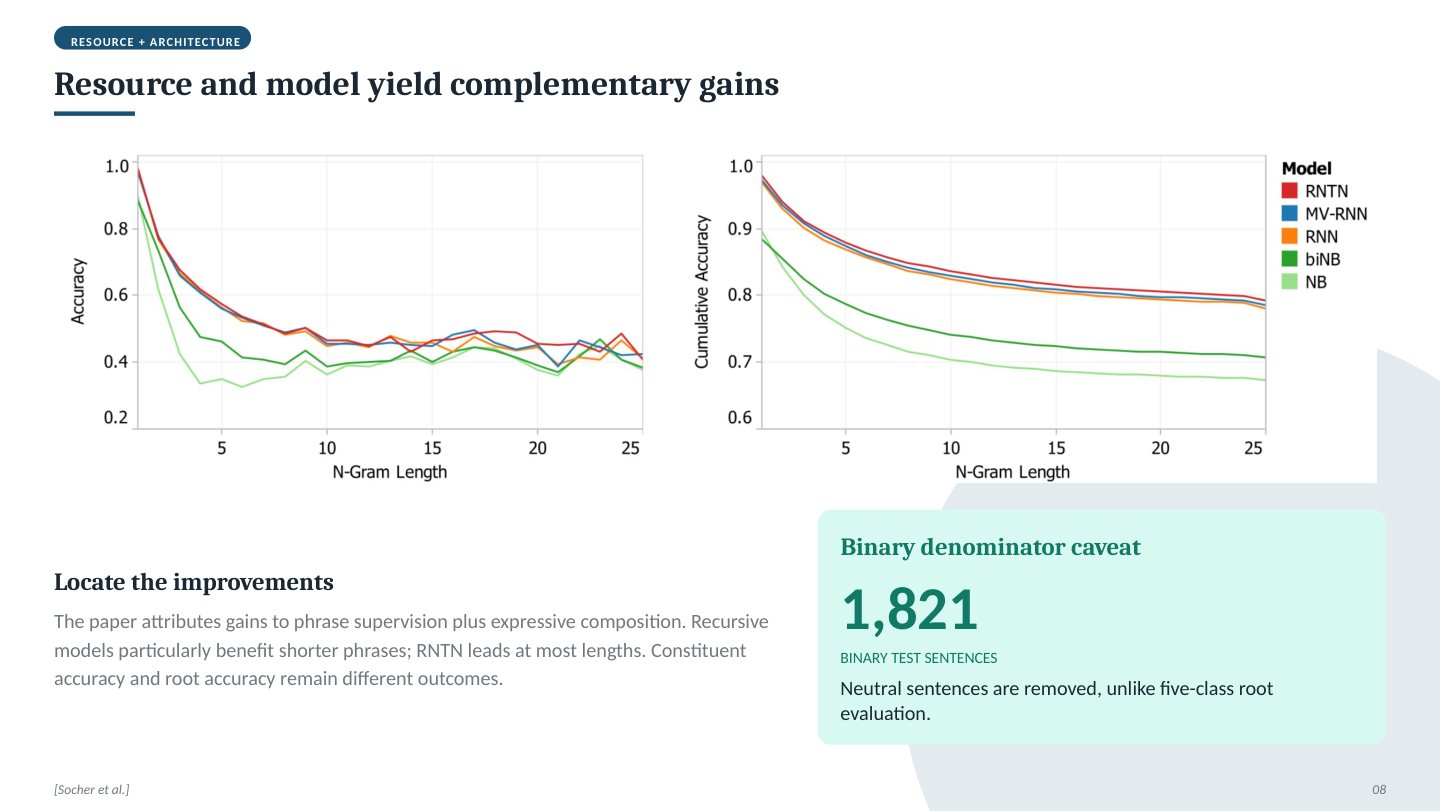 RESOURCE + ARCHITECTURE
Resource and model yield complementary gains
1.0
0.8
0.6
0.4
0.2
Accuracy
5
10
15
20
25
N-Gram Length
1.0
0.9
0.8
0.7
0.6
Cumulative Accuracy
5
10
15
20
25
N-Gram Length
Model
RNTN
MV-RNN
RNN
biNB
NB
Locate the improvements
The paper attributes gains to phrase supervision plus expressive composition. Recursive
models particularly benefit shorter phrases; RNTN leads at most lengths. Constituent
accuracy and root accuracy remain different outcomes.
Binary denominator caveat
1,821
BINARY TEST SENTENCES
Neutral sentences are removed, unlike five-class root
evaluation.
[Socher et al.]
08